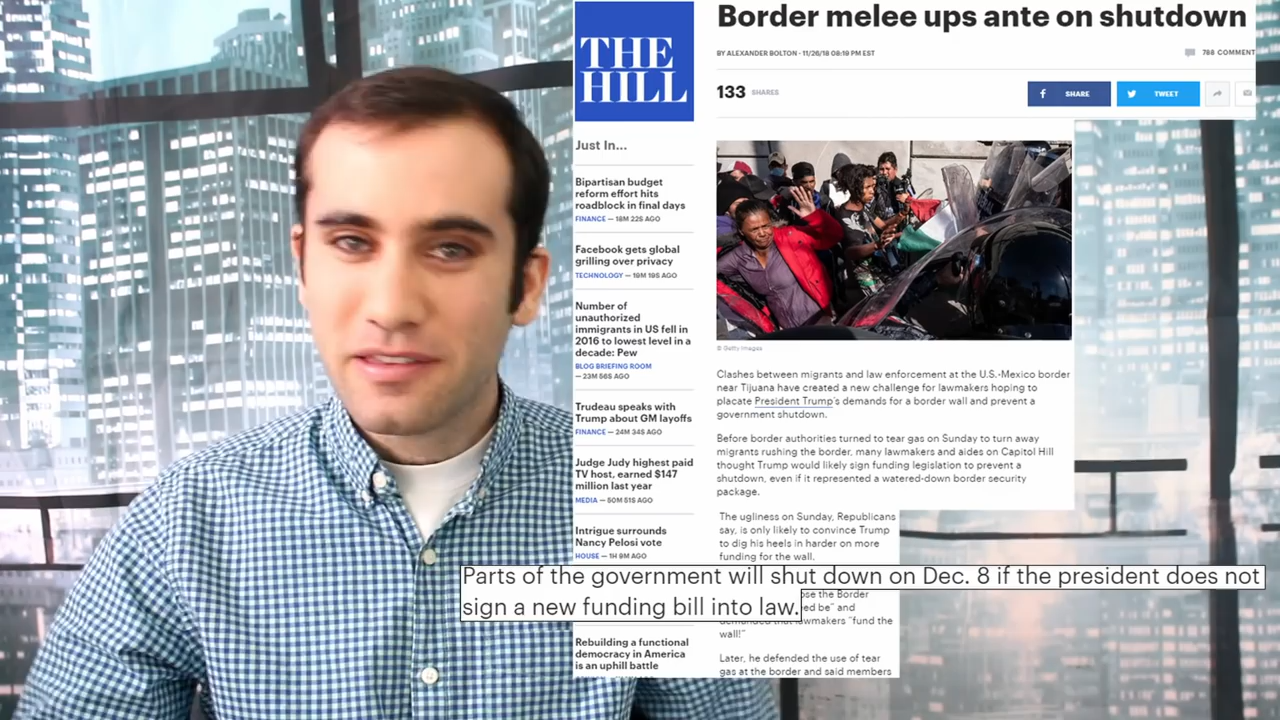 THE
HILL
Border melee ups ante on shutdown
BY ALEXANDER BOLTON - 11/26/18 08:19 PM EST
788 COMMENT
133 SHARES
SHARE
TWEET
Just In...
Bipartisan budget
reform effort hits
roadblock in final days
FINANCE — 18M 22S AGO
Facebook gets global
grilling over privacy
TECHNOLOGY — 19M 19S AGO
Number of
unauthorized
immigrants in US fell in
2016 to lowest level in a
decade: Pew
BLOG BRIEFING ROOM
— 23M 56S AGO
Trudeau speaks with
Trump about GM layoffs
FINANCE — 24M 34S AGO
Judge Judy highest paid
TV host, earned $147
million last year
MEDIA — 50M 51S AGO
Intrigue surrounds
Nancy Pelosi vote
HOUSE — 1H 9M AGO
Rebuilding a functional
democracy in America
is an uphill battle
© Getty Images
Clashes between migrants and law enforcement at the U.S.-Mexico border
near Tijuana have created a new challenge for lawmakers hoping to
placate President Trump's demands for a border wall and prevent a
government shutdown.
Before border authorities turned to tear gas on Sunday to turn away
migrants rushing the border, many lawmakers and aides on Capitol Hill
thought Trump would likely sign funding legislation to prevent a
shutdown, even if it represented a watered-down border security
package.
The ugliness on Sunday, Republicans
say, is only likely to convince Trump
to dig his heels in harder on more
funding for the wall.
Parts of the government will shut down on Dec. 8 if the president does not
sign a new funding bill into law.
the Border
be" and
lawmakers "fund the
wall!"
Later, he defended the use of tear
gas at the border and said members